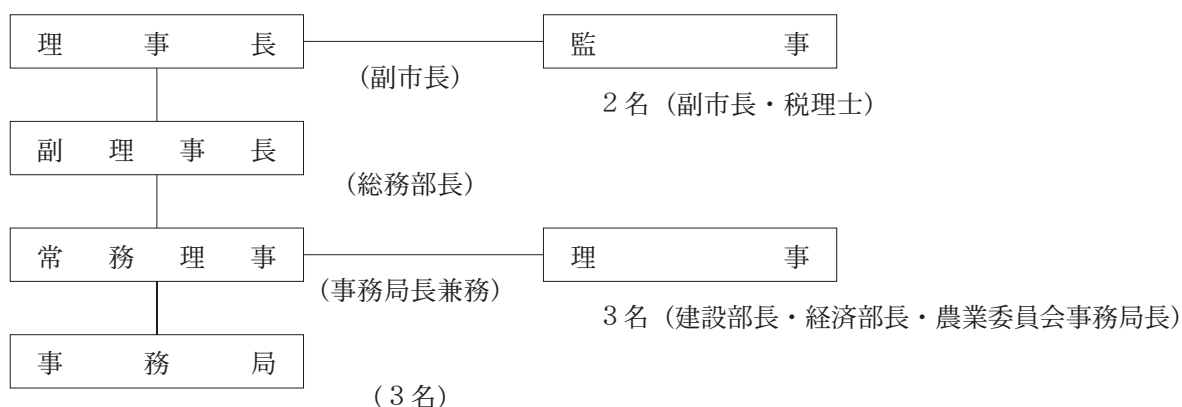 理事長
監事
（副市長）
２名（副市長・税理士）
副理事長
（総務部長）
常務理事
理事
（事務局長兼務）
３名（建設部長・経済部長・農業委員会事務局長）
事務局
（３名）